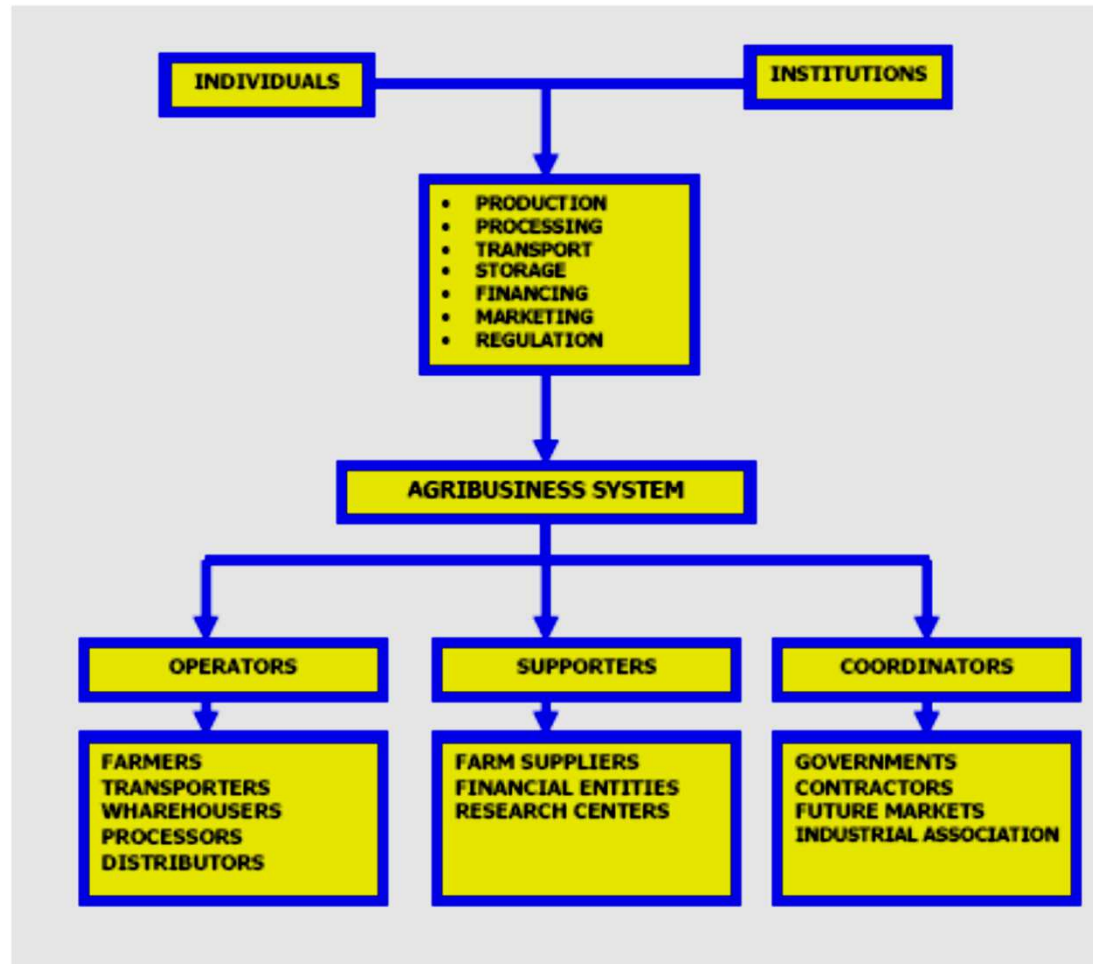 INDIVIDUALS
INSTITUTIONS
• PRODUCTION
• PROCESSING
• TRANSPORT
• STORAGE
• FINANCING
• MARKETING
• REGULATION
AGRIBUSINESS SYSTEM
OPERATORS
SUPPORTERS
COORDINATORS
FARMERS
TRANSPORTERS
WHAREHOUSERS
PROCESSORS
DISTRIBUTORS
FARM SUPPLIERS
FINANCIAL ENTITIES
RESEARCH CENTERS
GOVERNMENTS
CONTRACTORS
FUTURE MARKETS
INDUSTRIAL ASSOCIATION